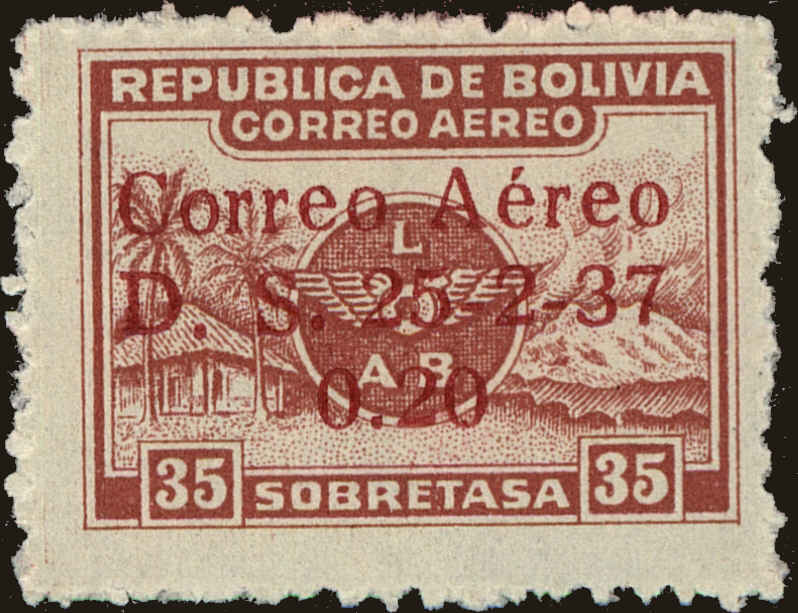 REPUBLICA DE BOLIVIA
CORREO AEREO
Correo Aéreo
L
D. S. 25-2-37
A B
0.20
35 SOBRETASA 35